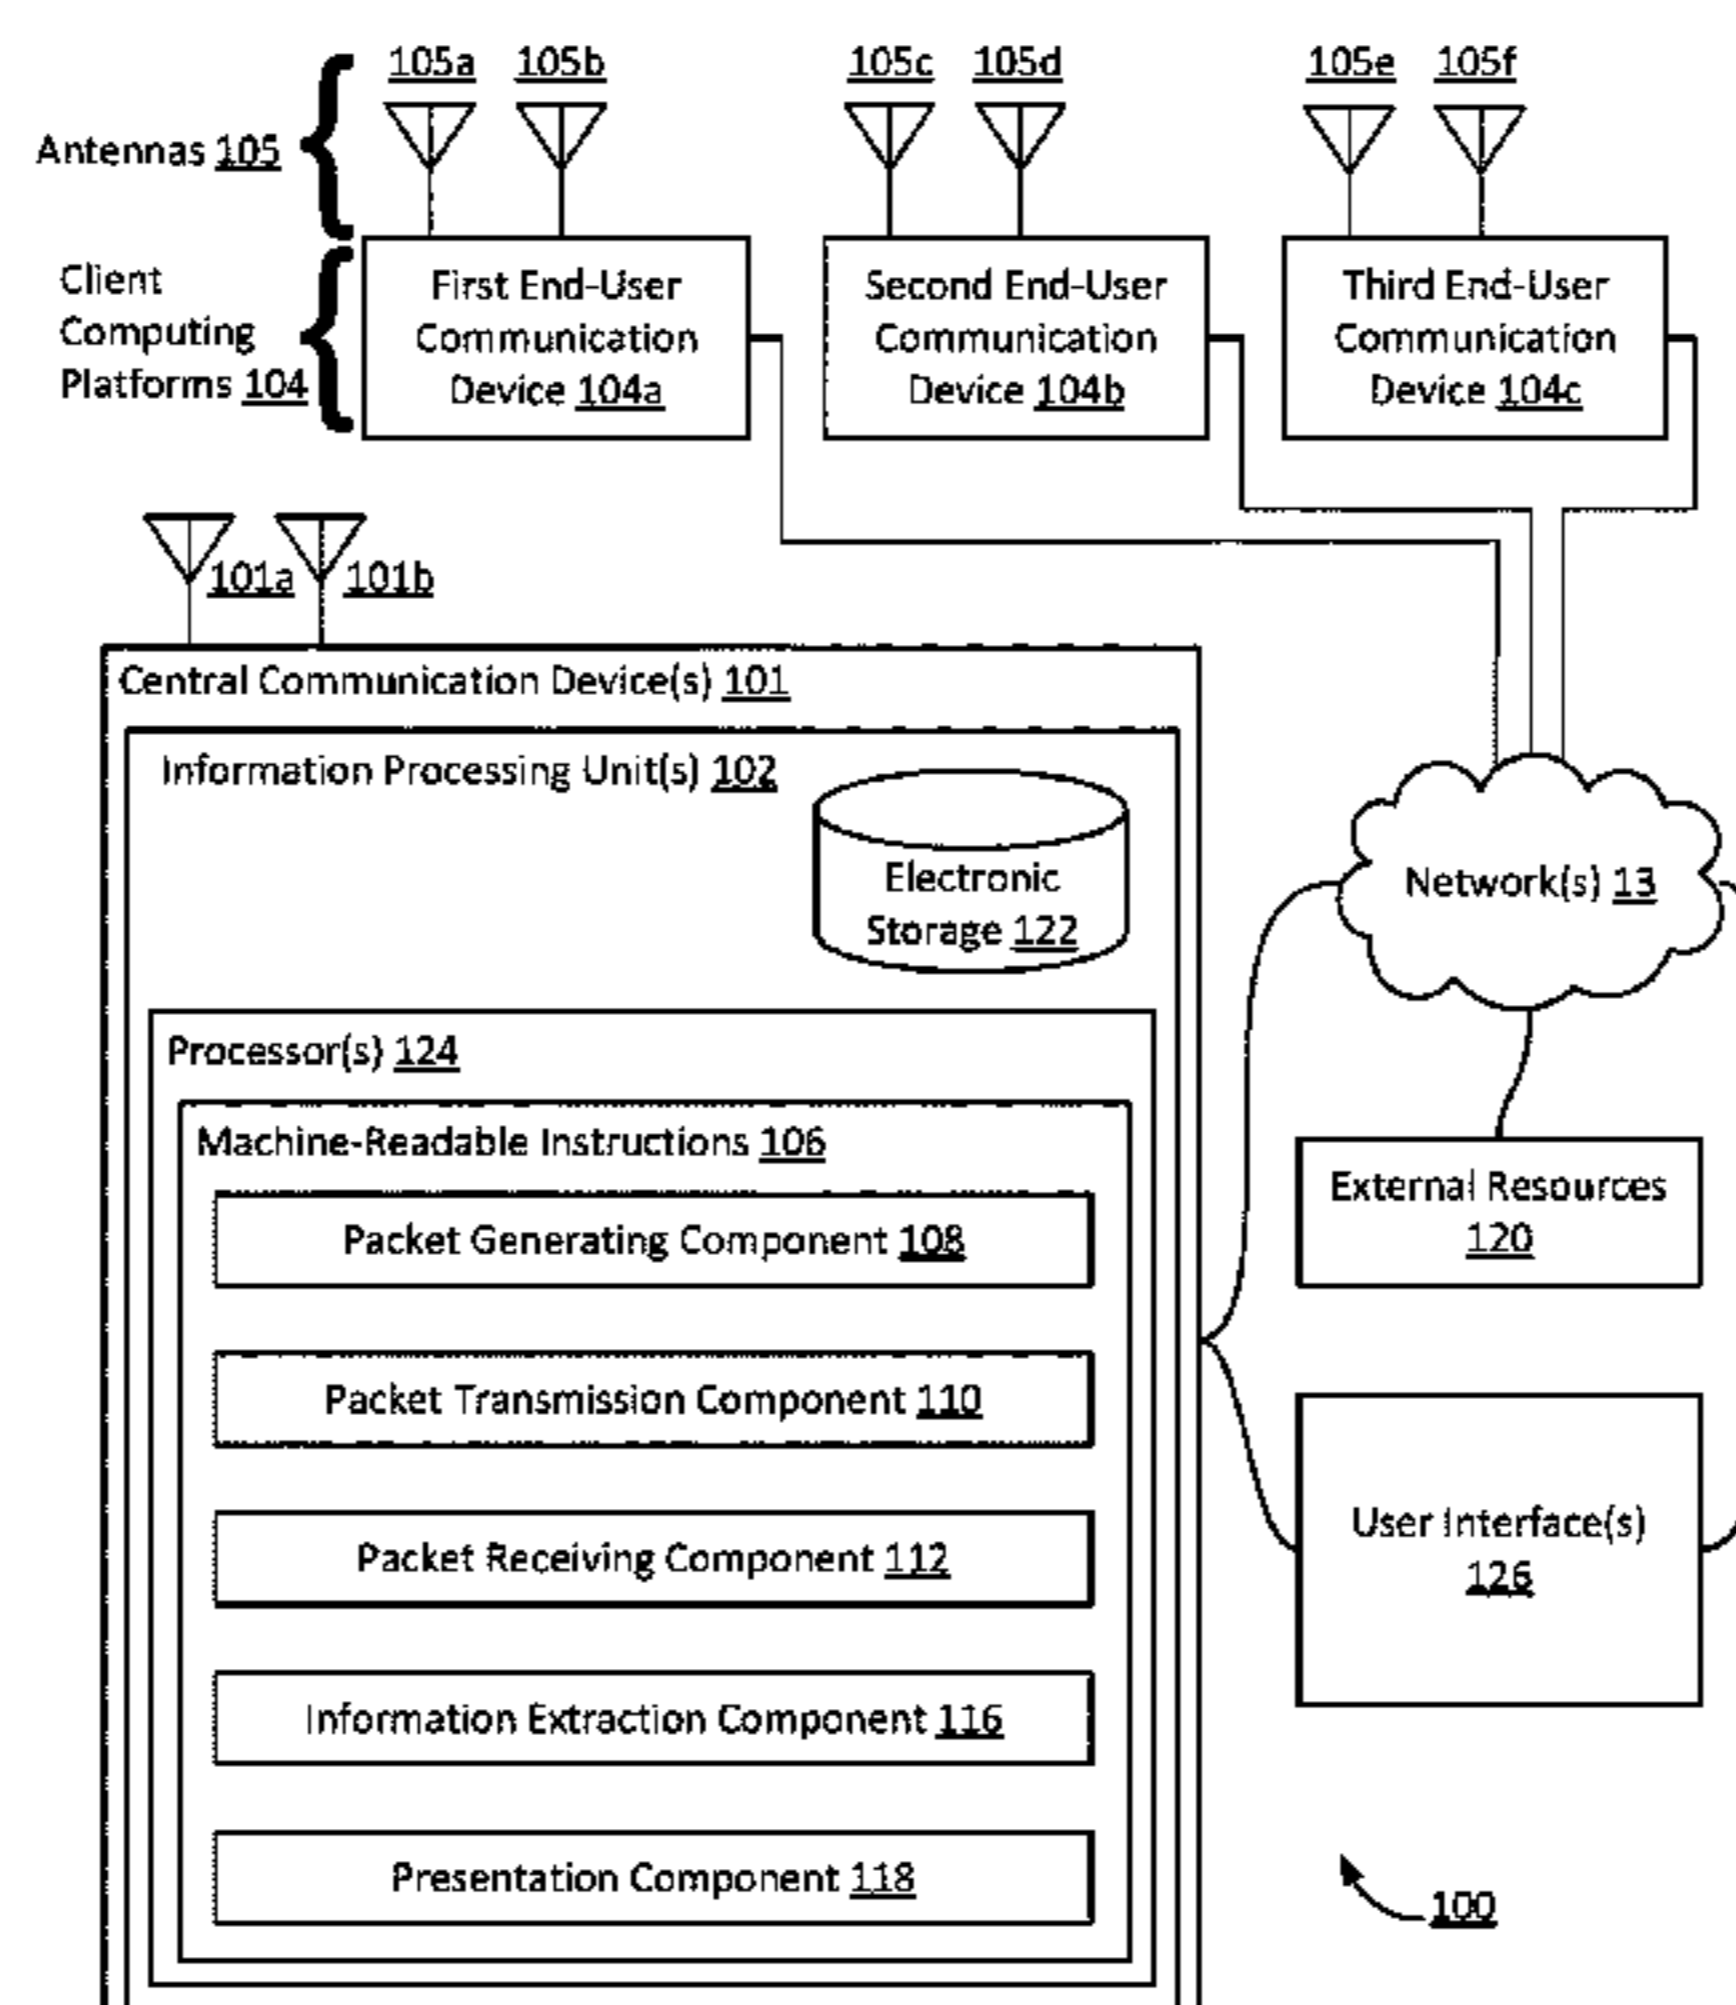 105a 105b 105c 105d 105e 105f
Antennas 105
Client
Computing
Platforms 104
First End-User
Communication
Device 104a
Second End-User
Communication
Device 104b
Third End-User
Communication
Device 104c
101a 101b
Central Communication Device(s) 101
Information Processing Unit(s) 102
Electronic
Storage 122
Network(s) 13
Processor(s) 124
Machine-Readable Instructions 106
Packet Generating Component 108
Packet Transmission Component 110
Packet Receiving Component 112
Information Extraction Component 116
Presentation Component 118
External Resources
120
User Interface(s)
126
100